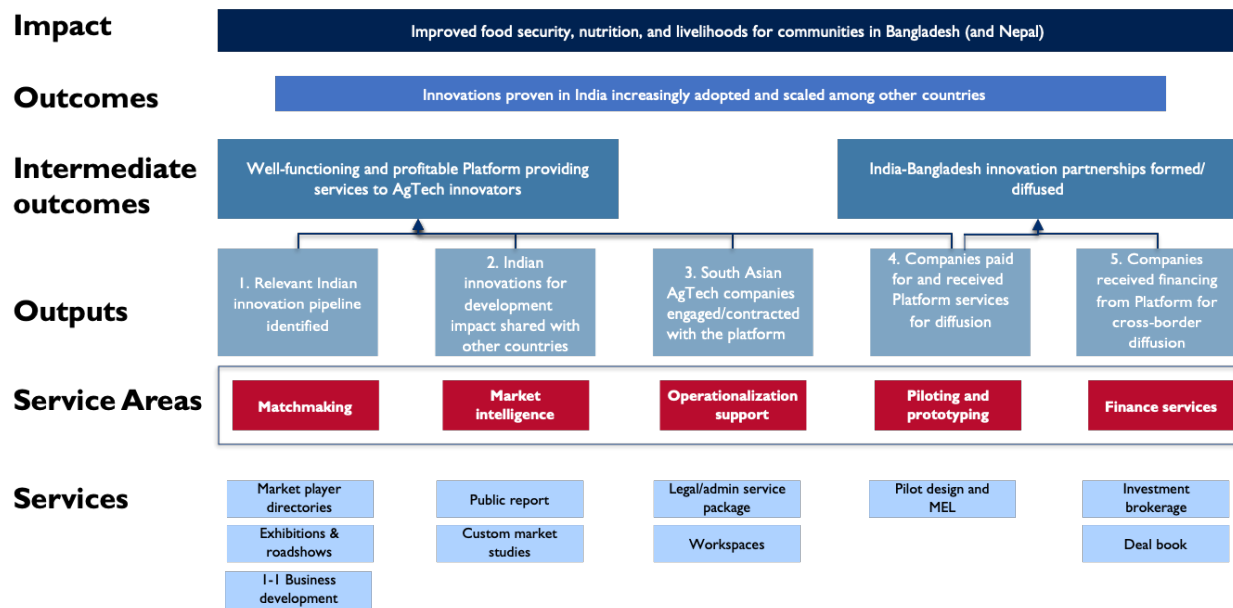 Impact
Improved food security, nutrition, and livelihoods for communities in Bangladesh (and Nepal)
Outcomes
Innovations proven in India increasingly adopted and scaled among other countries
Intermediate
outcomes
Well-functioning and profitable Platform providing
services to AgTech innovators
India-Bangladesh innovation partnerships formed/
diffused
Outputs
1. Relevant Indian
innovation pipeline
identified
2. Indian
innovations for
development
impact shared with
other countries
3. South Asian
AgTech companies
engaged/contracted
with the platform
4. Companies paid
for and received
Platform services
for diffusion
5. Companies
received financing
from Platform for
cross-border
diffusion
Service Areas
Matchmaking
Market
intelligence
Operationalization
support
Piloting and
prototyping
Finance services
Services
Market player
directories
Exhibitions &
roadshows
1-1 Business
development
Public report
Custom market
studies
Legal/admin service
package
Workspaces
Pilot design and
MEL
Investment
brokerage
Deal book